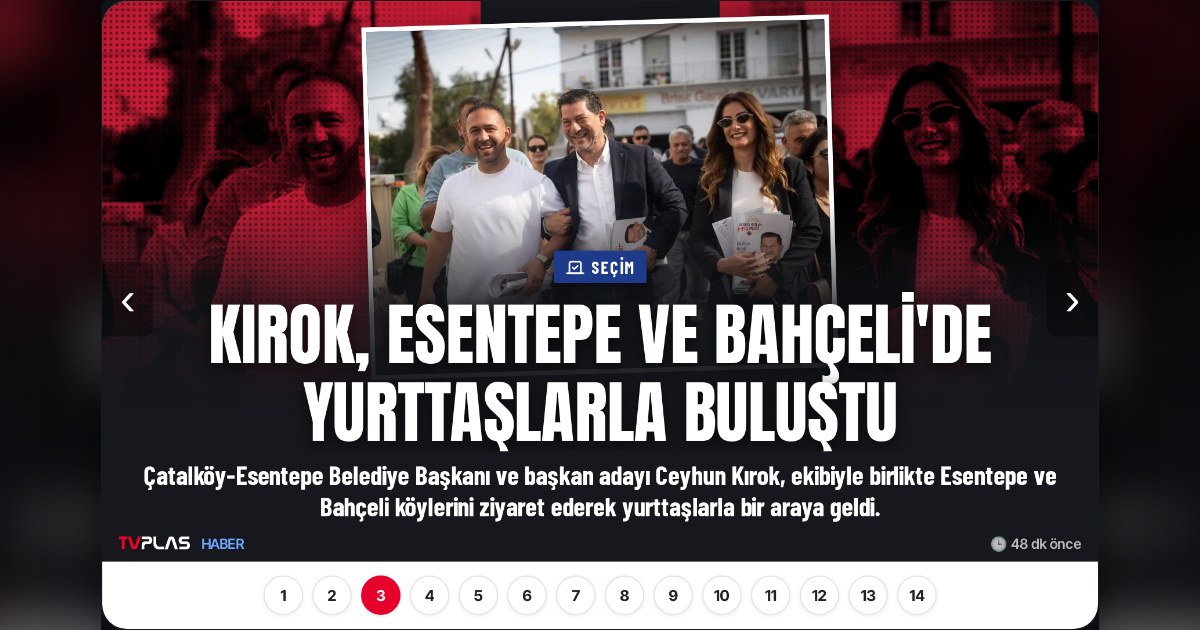 VARTA
SEÇİM
KIROK, ESENTEPE VE BAHÇELİ'DE
YURTTAŞLARLA BULUŞTU
Çatalköy-Esentepe Belediye Başkanı ve başkan adayı Ceyhun Kırok, ekibiyle birlikte Esentepe ve
Bahçeli köylerini ziyaret ederek yurttaşlarla bir araya geldi.
TVPLAS HABER
48 dk önce
1 2 3 4 5 6 7 8 9 10 11 12 13 14